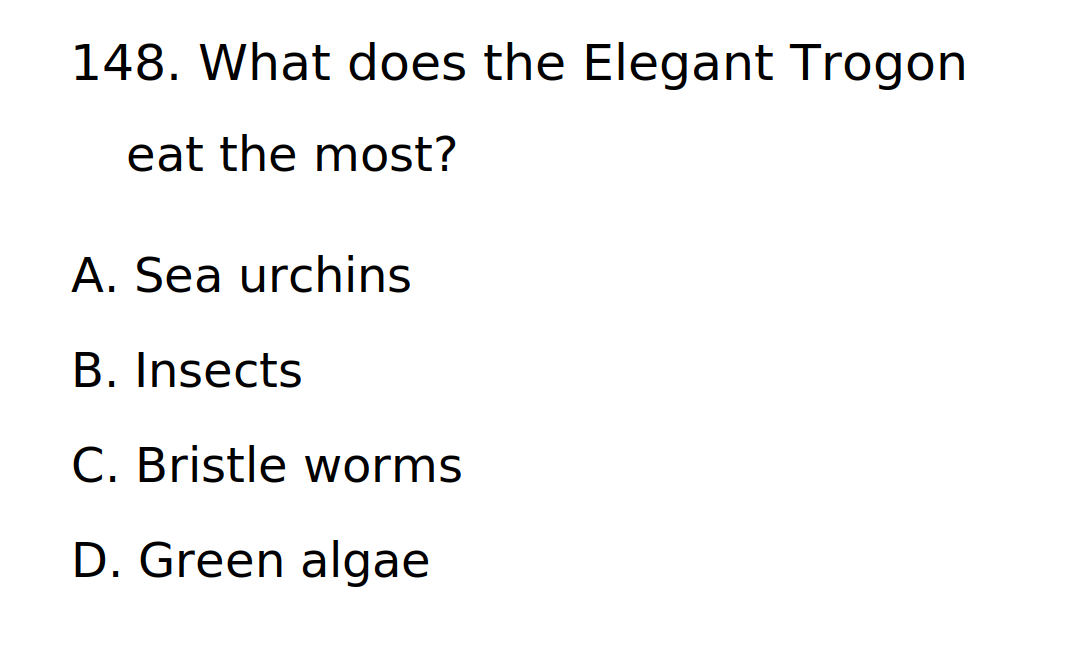 148. What does the Elegant Trogon
eat the most?
A. Sea urchins
B. Insects
C. Bristle worms
D. Green algae